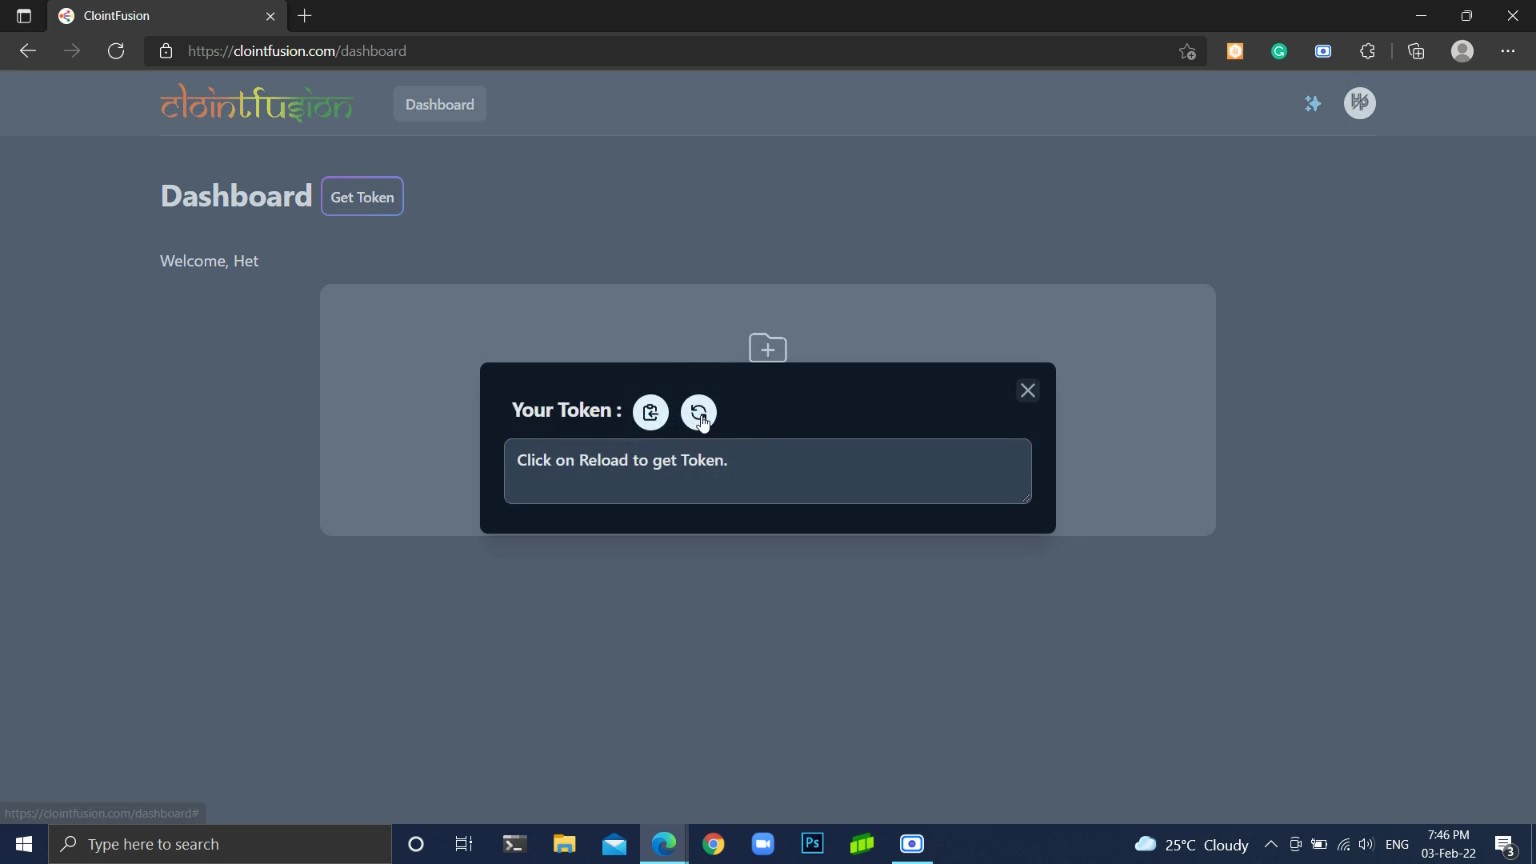 ClointFusion
https://clointfusion.com/dashboard
clointfusion
Dashboard
Hp
Dashboard
Get Token
Welcome, Het
Your Token :
Click on Reload to get Token.
https://clointfusion.com/dashboard#
Type here to search
Ps
25°C Cloudy
ENG
7:46 PM
03-Feb-22
3